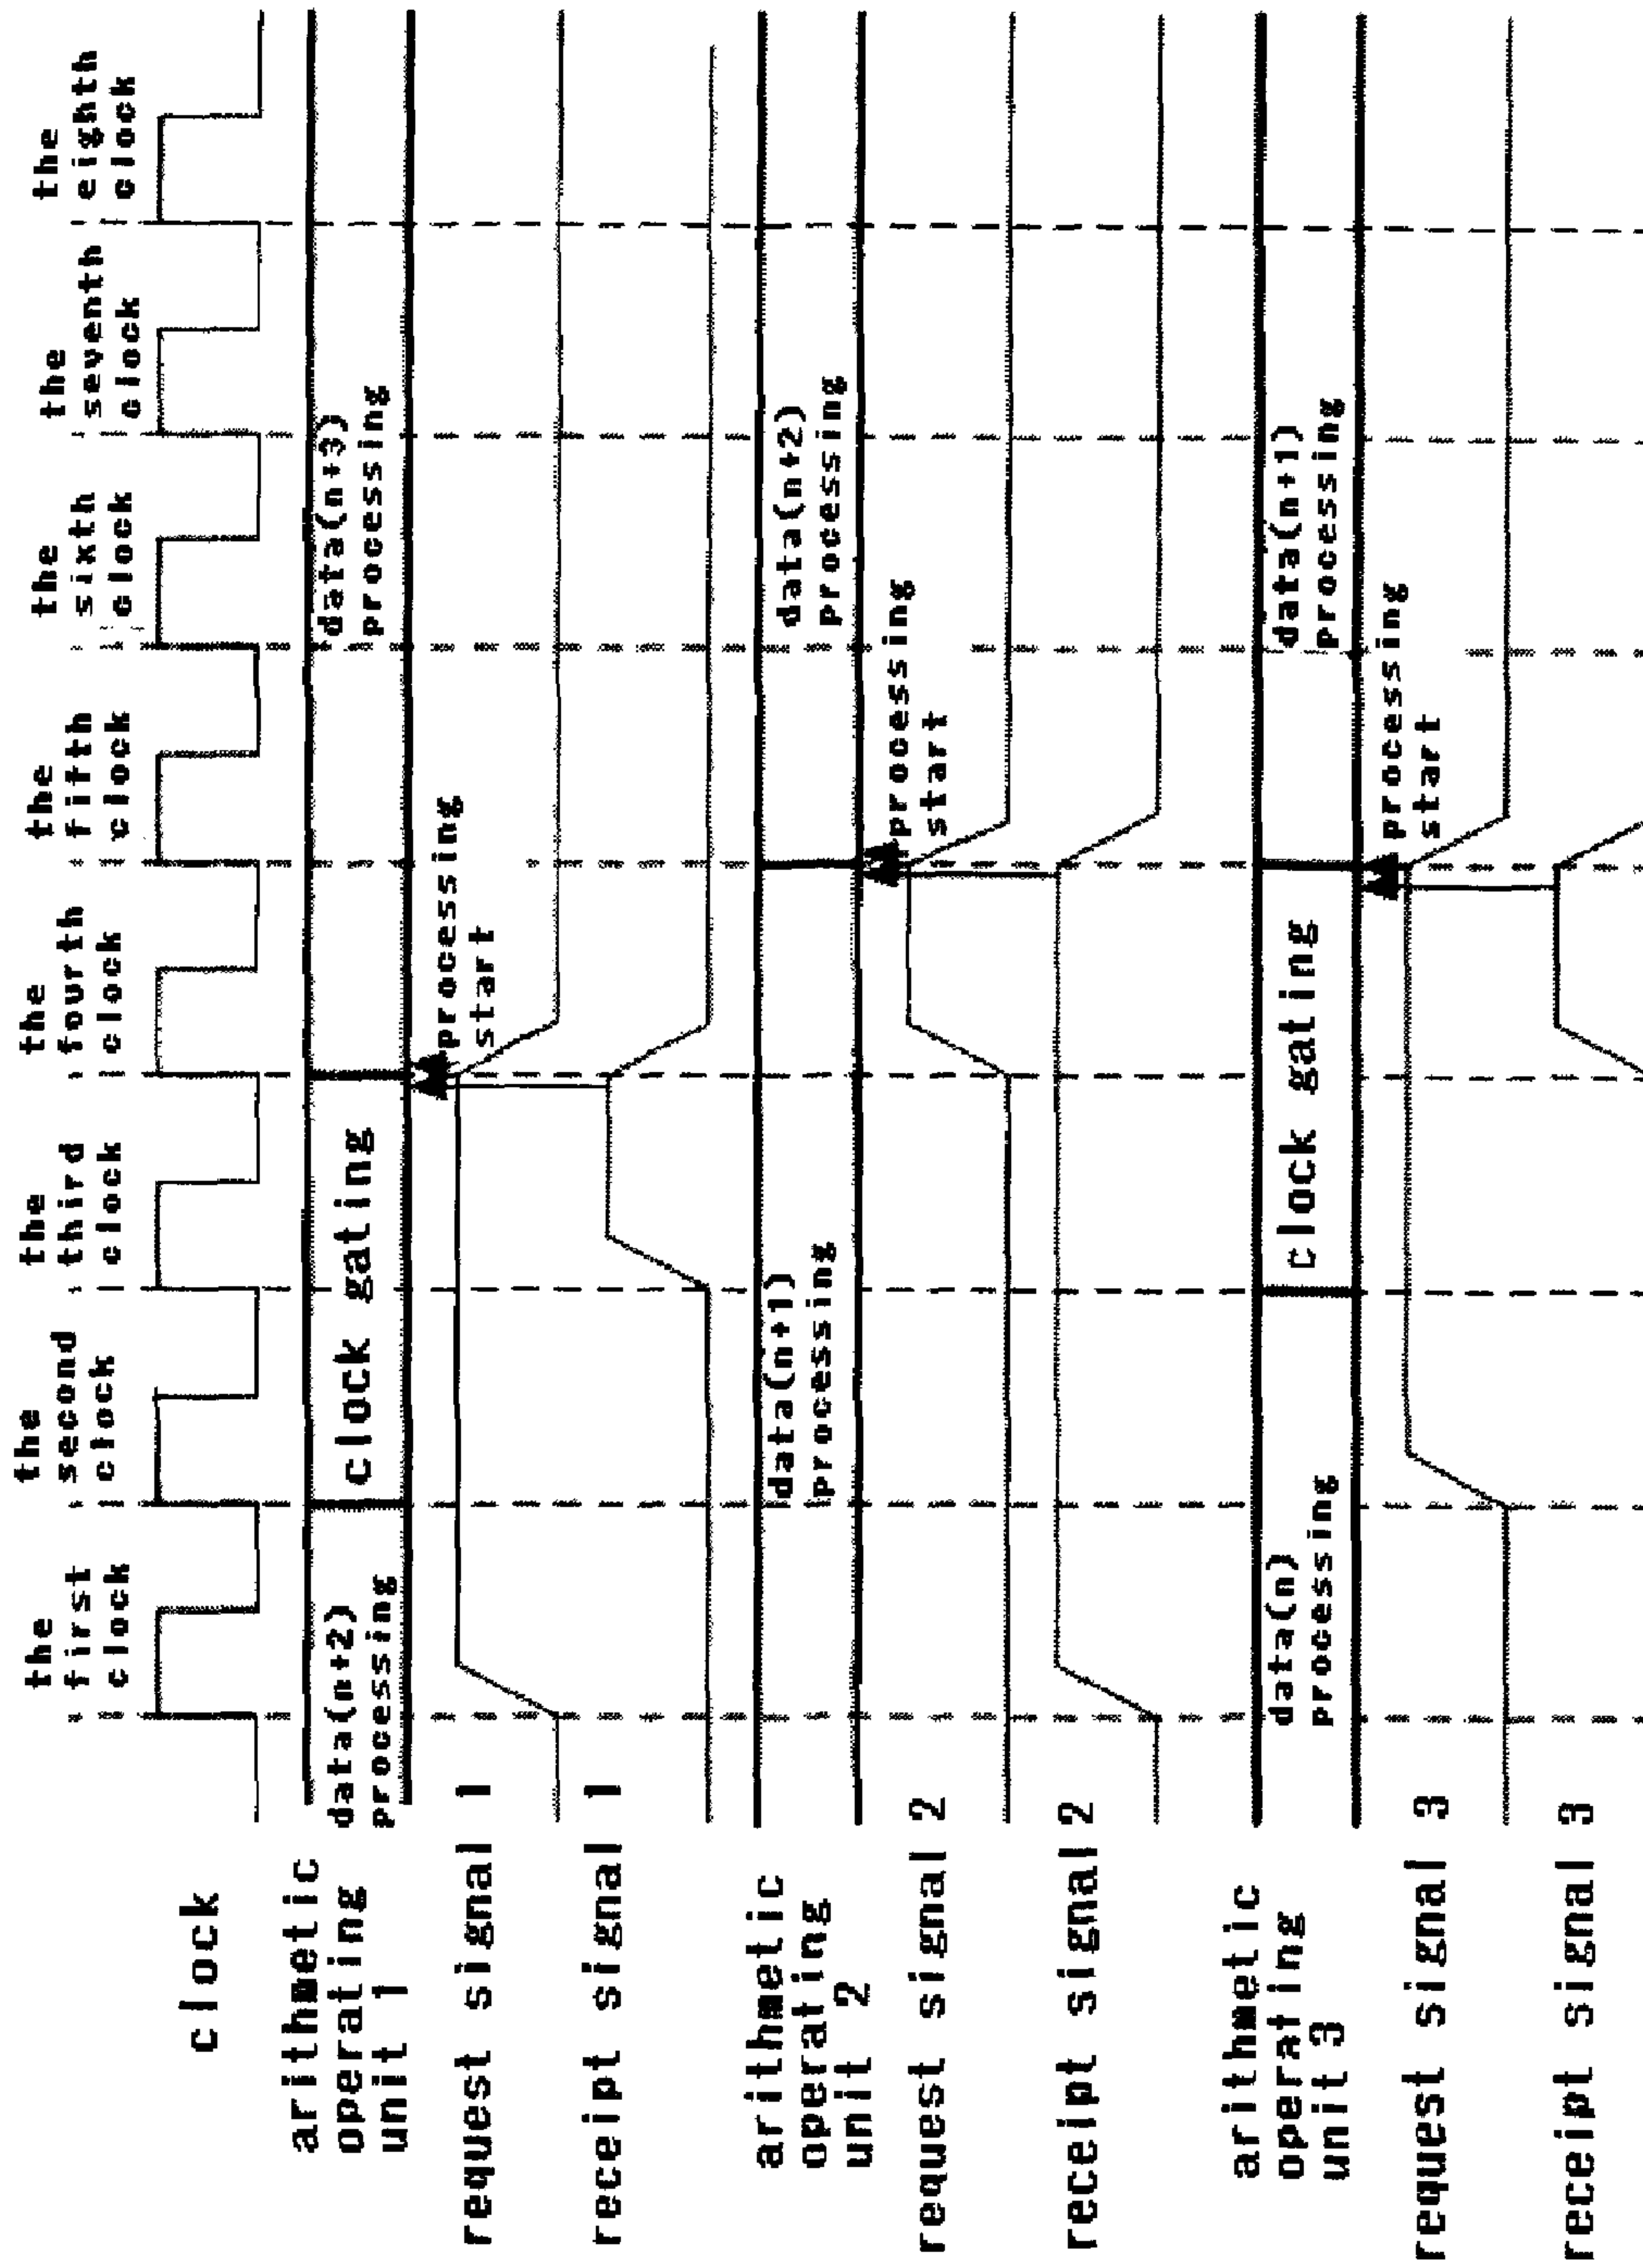 the
first
clock
the
second
clock
the
third
clock
the
fourth
clock
the
fifth
clock
the
sixth
clock
the
seventh
clock
the
eighth
clock
clock
arithmetic
operating
unit 1
data(n+2)
processing
clock gating
data(n+3)
processing
request signal 1
processing
start
receipt signal 1
arithmetic
operating
unit 2
data(n+1)
processing
data(n+2)
processing
request signal 2
processing
start
receipt signal 2
arithmetic
operating
unit 3
data(n)
processing
clock gating
data(n+1)
processing
request signal 3
processing
start
receipt signal 3